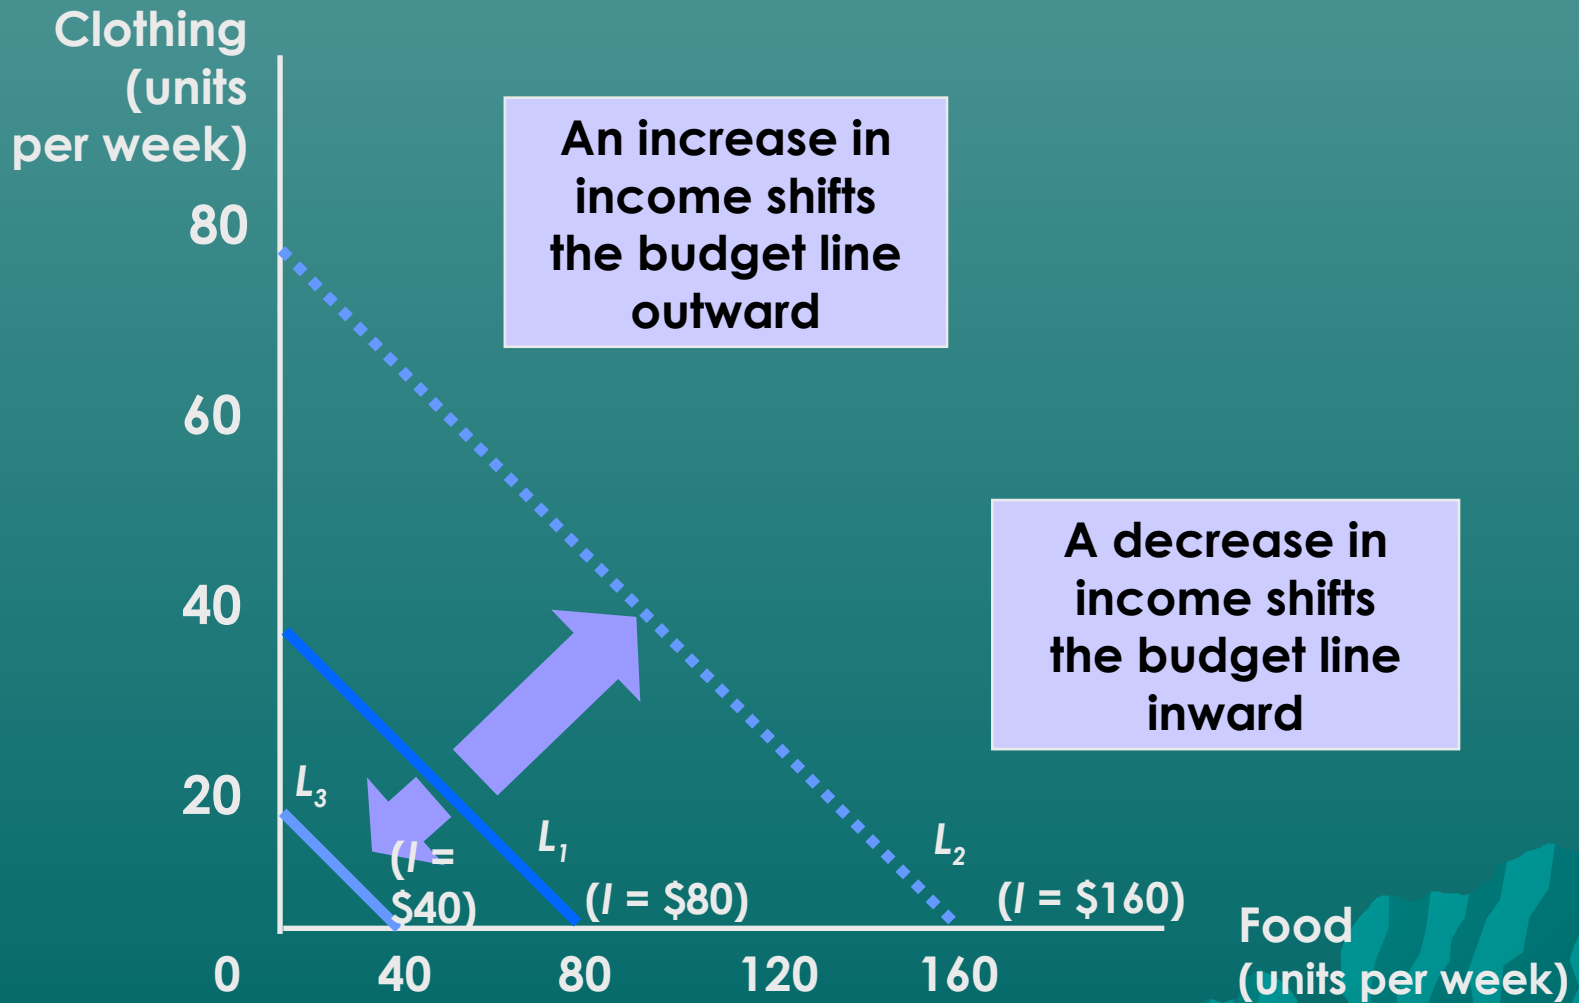 Clothing
(units
per week)
An increase in
income shifts
the budget line
outward
80
60
A decrease in
income shifts
the budget line
inward
40
20
L3
L1
L2
(I =
$40)
(I = $80)
(I = $160)
Food
(units per week)
0
40
80
120
160